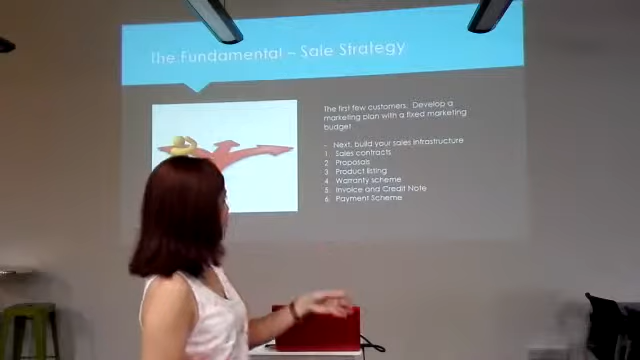 The Fundamental – Sale Strategy
The first few customers. Develop a
marketing plan with a fixed marketing
budget
- Next, build your sales infrastructure
1. Sales contracts
2. Proposals
3. Product listing
4. Warranty scheme
5. Invoice and Credit Note
6. Payment Scheme